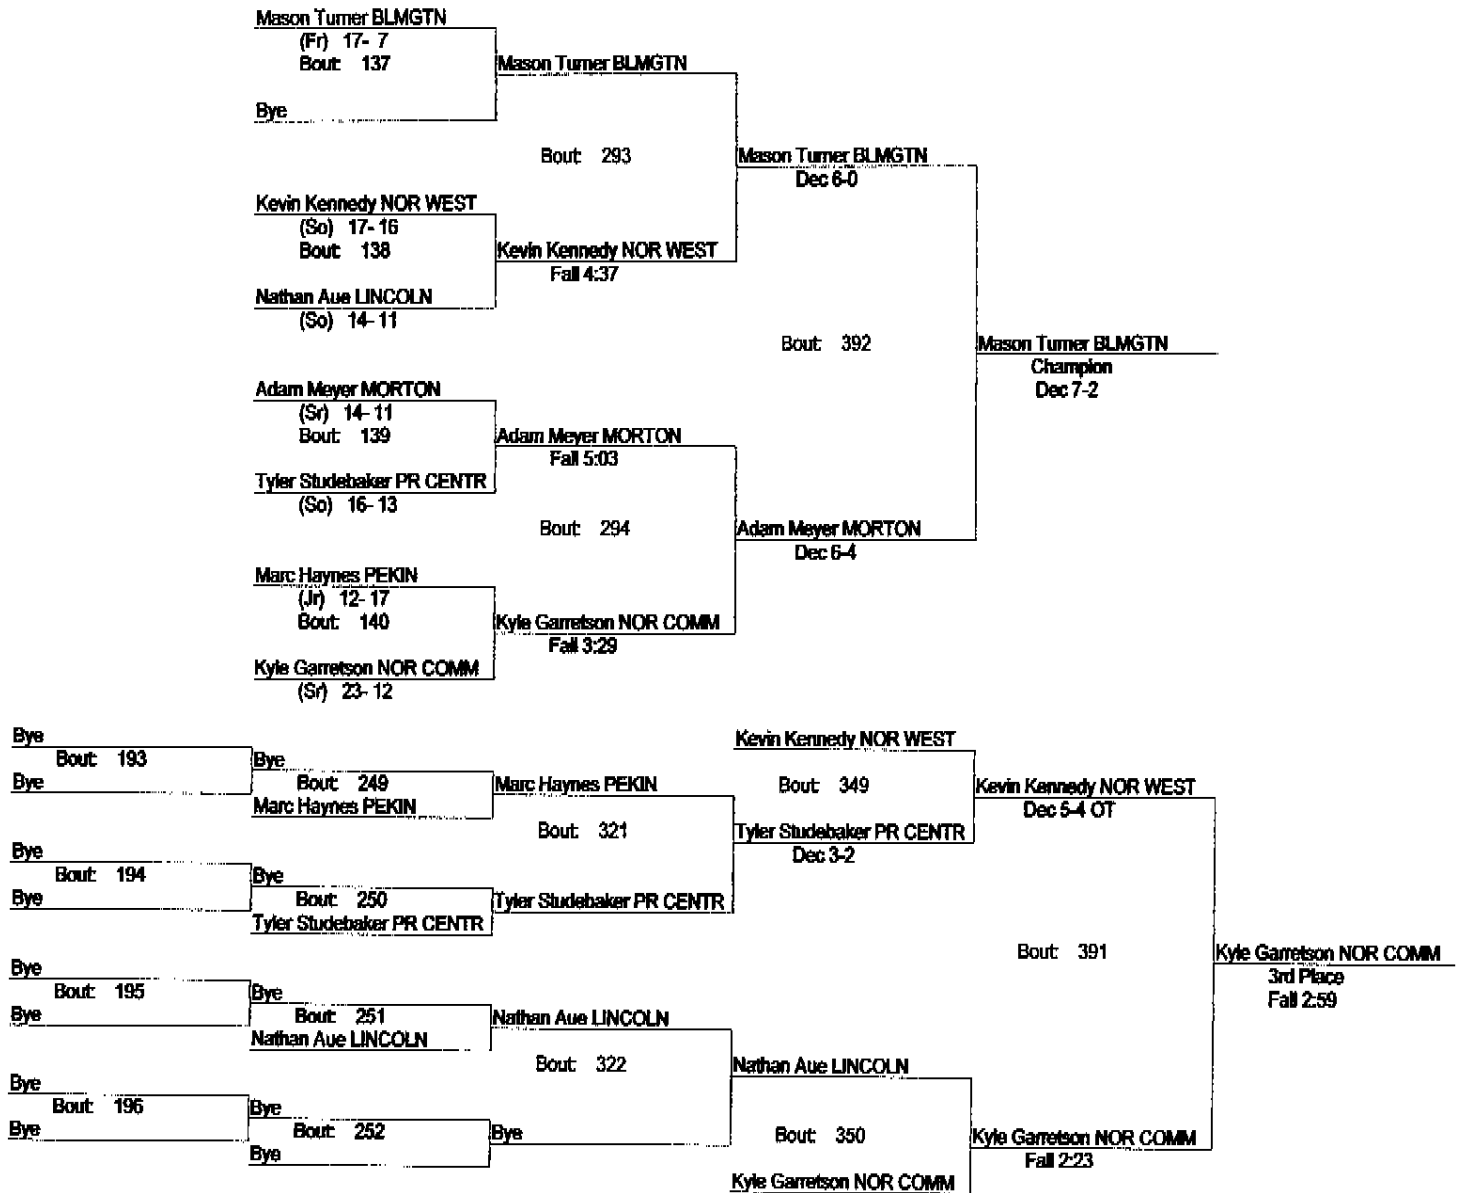 Mason Turner BLMGTN
(Fr) 17- 7
Bout: 137
Mason Turner BLMGTN
Bye
Bout: 293
Mason Turner BLMGTN
Dec 6-0
Kevin Kennedy NOR WEST
(So) 17- 16
Bout: 138
Kevin Kennedy NOR WEST
Fall 4:37
Nathan Aue LINCOLN
(So) 14- 11
Bout: 392
Mason Turner BLMGTN
Champion
Dec 7-2
Adam Meyer MORTON
(Sr) 14- 11
Bout: 139
Adam Meyer MORTON
Fall 5:03
Tyler Studebaker PR CENTR
(So) 16- 13
Bout: 294
Adam Meyer MORTON
Dec 6-4
Marc Haynes PEKIN
(Jr) 12- 17
Bout: 140
Kyle Garretson NOR COMM
Fall 3:29
Kyle Garretson NOR COMM
(Sr) 23- 12
Bye
Bout: 193
Bye
Bye
Bout: 249
Marc Haynes PEKIN
Marc Haynes PEKIN
Bout: 321
Kevin Kennedy NOR WEST
Bout: 349
Kevin Kennedy NOR WEST
Dec 5-4 OT
Tyler Studebaker PR CENTR
Dec 3-2
Bye
Bout: 194
Bye
Bye
Bout: 250
Tyler Studebaker PR CENTR
Tyler Studebaker PR CENTR
Bout: 391
Kyle Garretson NOR COMM
3rd Place
Fall 2:59
Bye
Bout: 195
Bye
Bye
Bout: 251
Nathan Aue LINCOLN
Nathan Aue LINCOLN
Bout: 322
Nathan Aue LINCOLN
Bye
Bout: 196
Bye
Bye
Bout: 252
Bye
Bye
Bout: 350
Kyle Garretson NOR COMM
Fall 2:23
Kyle Garretson NOR COMM